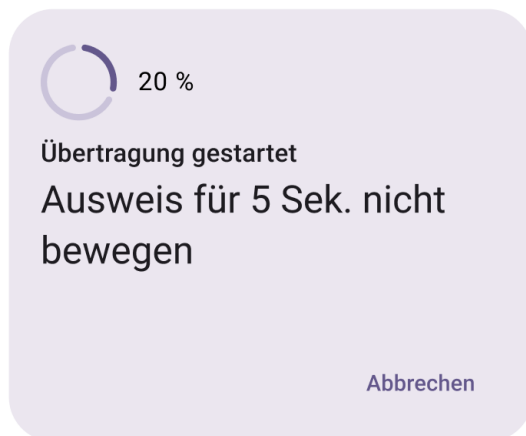 20 %
Übertragung gestartet
Ausweis für 5 Sek. nicht
bewegen
Abbrechen